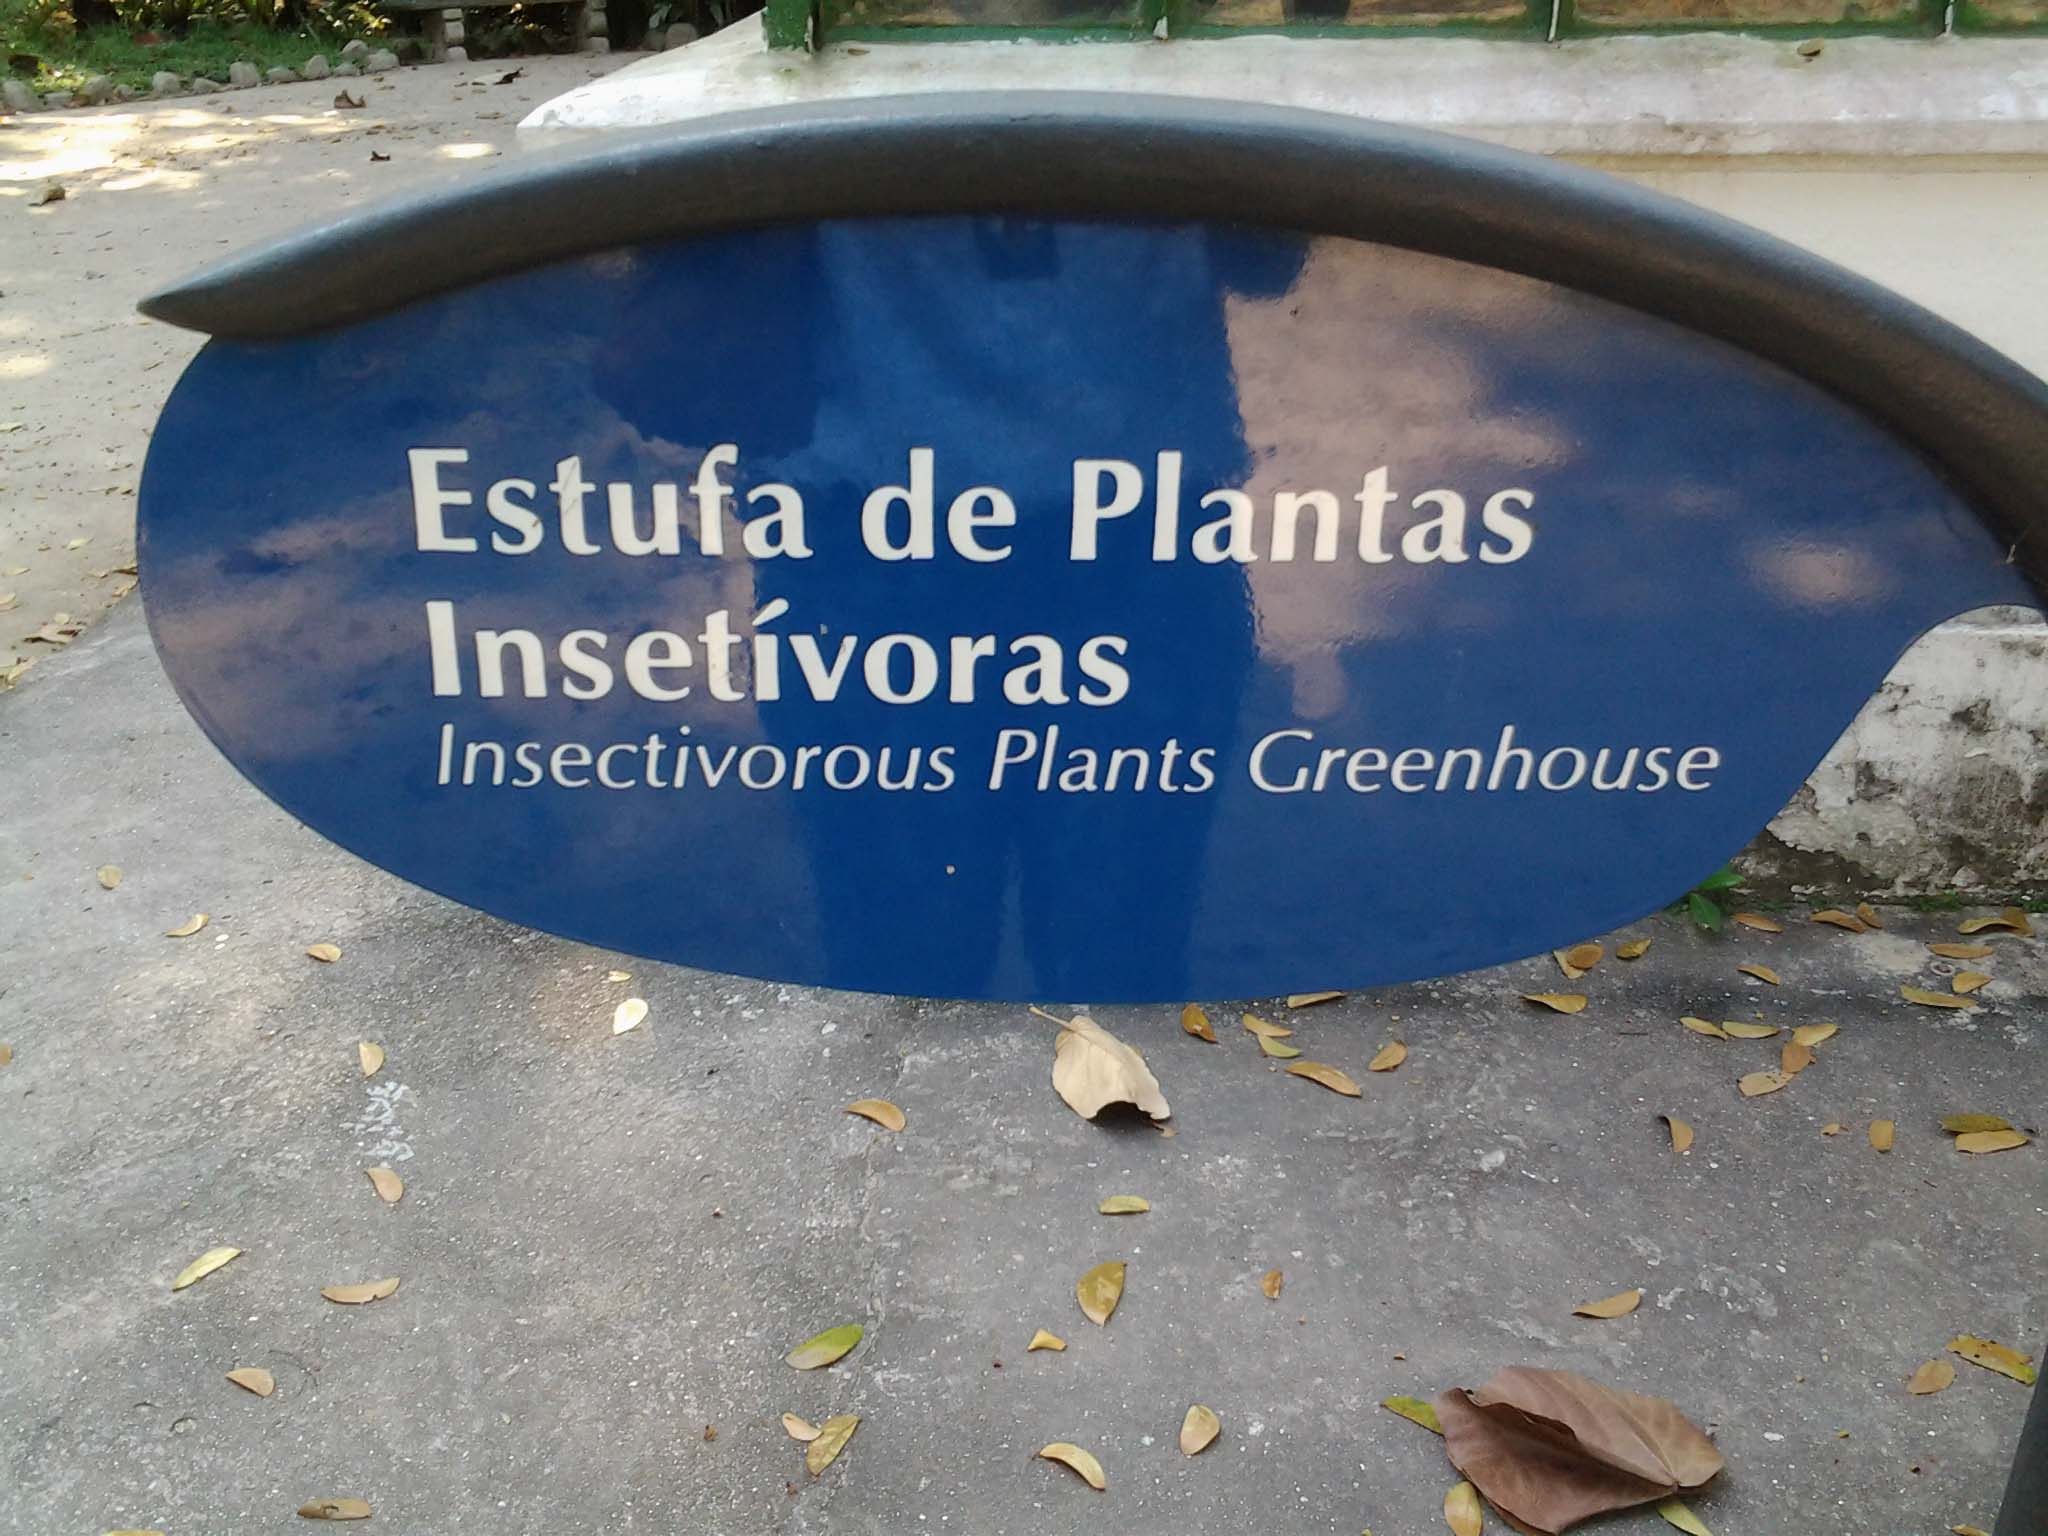 Estufa de Plantas
Insetívoras
Insectivorous Plants Greenhouse